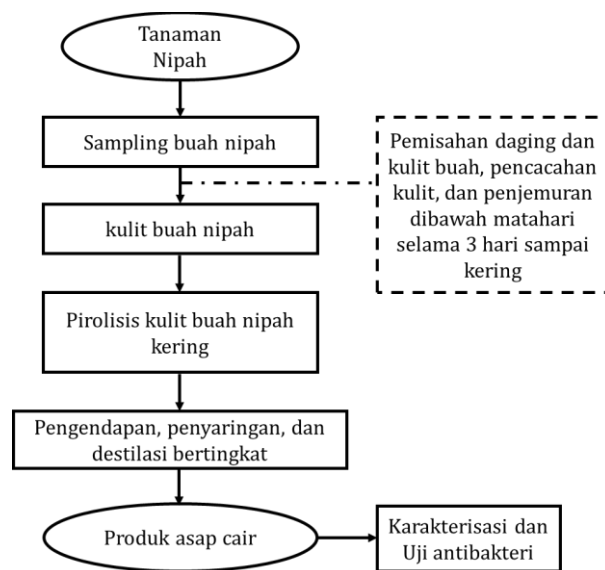 Tanaman
Nipah
Sampling buah nipah
Pemisahan daging dan
kulit buah, pencacahan
kulit, dan penjemuran
dibawah matahari
selama 3 hari sampai
kering
kulit buah nipah
Pirolisis kulit buah nipah
kering
Pengendapan, penyaringan, dan
destilasi bertingkat
Produk asap cair
Karakterisasi dan
Uji antibakteri